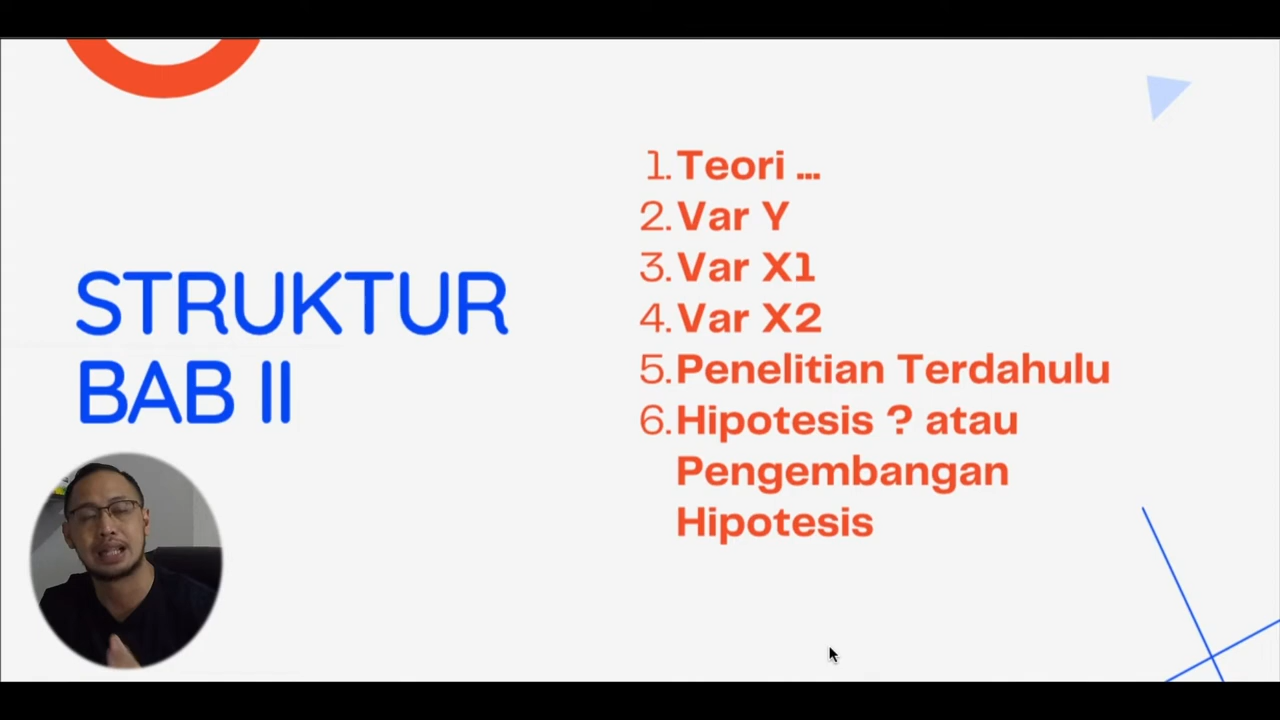 STRUKTUR
BAB II
1. Teori ...
2. Var Y
3. Var X1
4. Var X2
5. Penelitian Terdahulu
6. Hipotesis ? atau
Pengembangan
Hipotesis